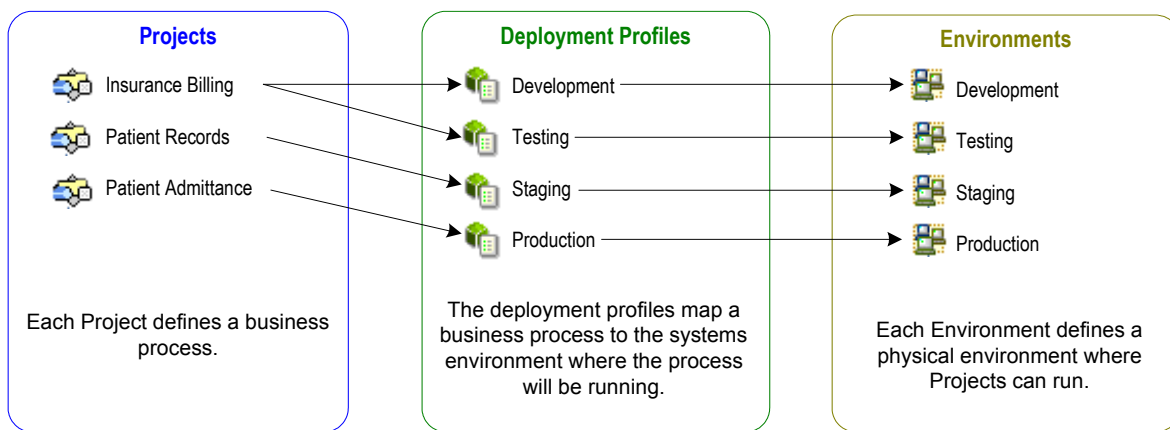 Projects
Insurance Billing
Patient Records
Patient Admittance
Each Project defines a business
process.
Deployment Profiles
Development
Testing
Staging
Production
The deployment profiles map a
business process to the systems
environment where the process
will be running.
Environments
Development
Testing
Staging
Production
Each Environment defines a
physical environment where
Projects can run.